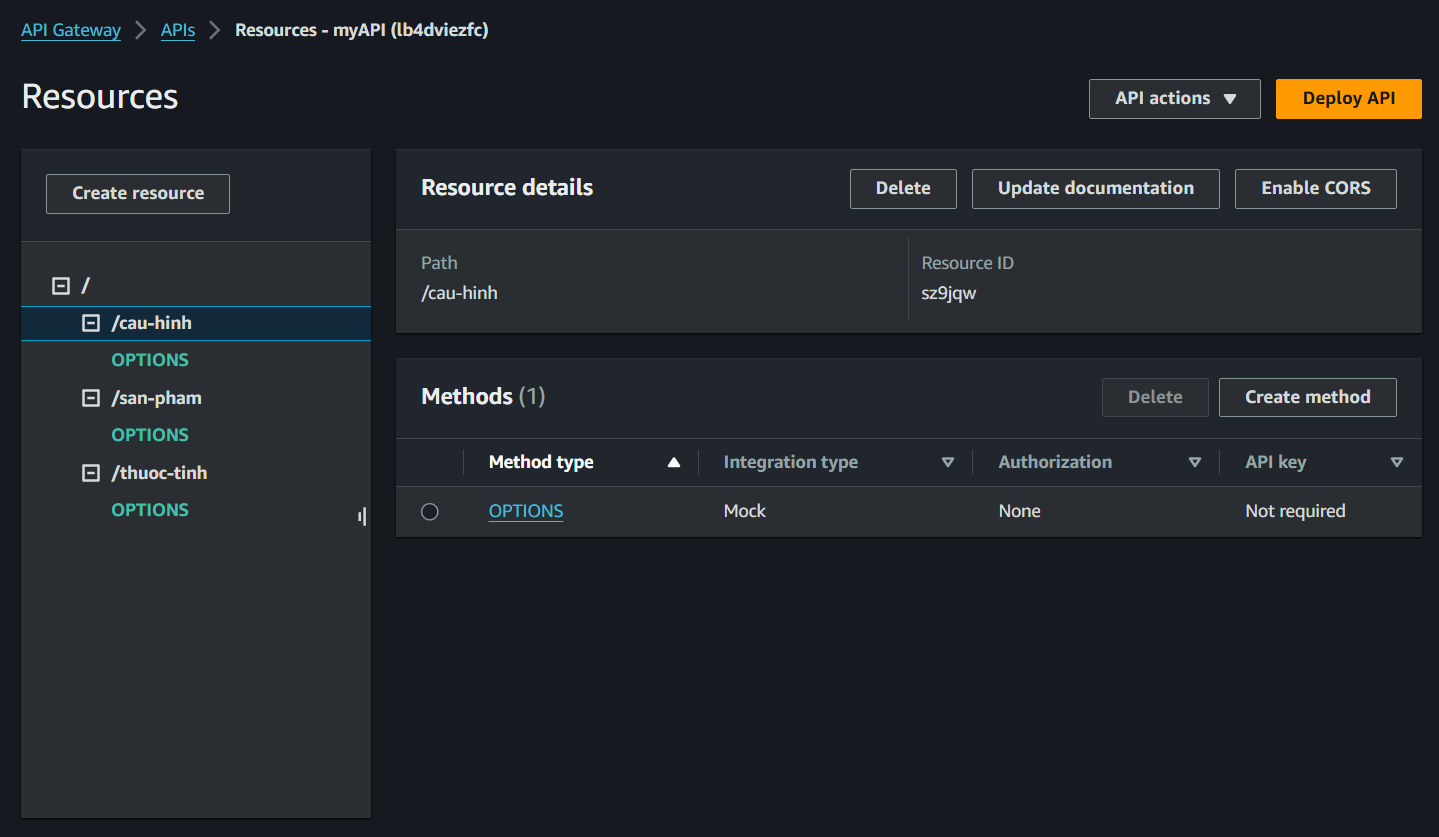 API Gateway > APIs > Resources - myAPI (lb4dviezfc)
Resources
API actions
Deploy API
Create resource
/
/cau-hinh
OPTIONS
/san-pham
OPTIONS
/thuoc-tinh
OPTIONS
Resource details
Delete
Update documentation
Enable CORS
Path
/cau-hinh
Resource ID
sz9jqw
Methods (1)
Delete
Create method
Method type Integration type Authorization API key
OPTIONS Mock None Not required